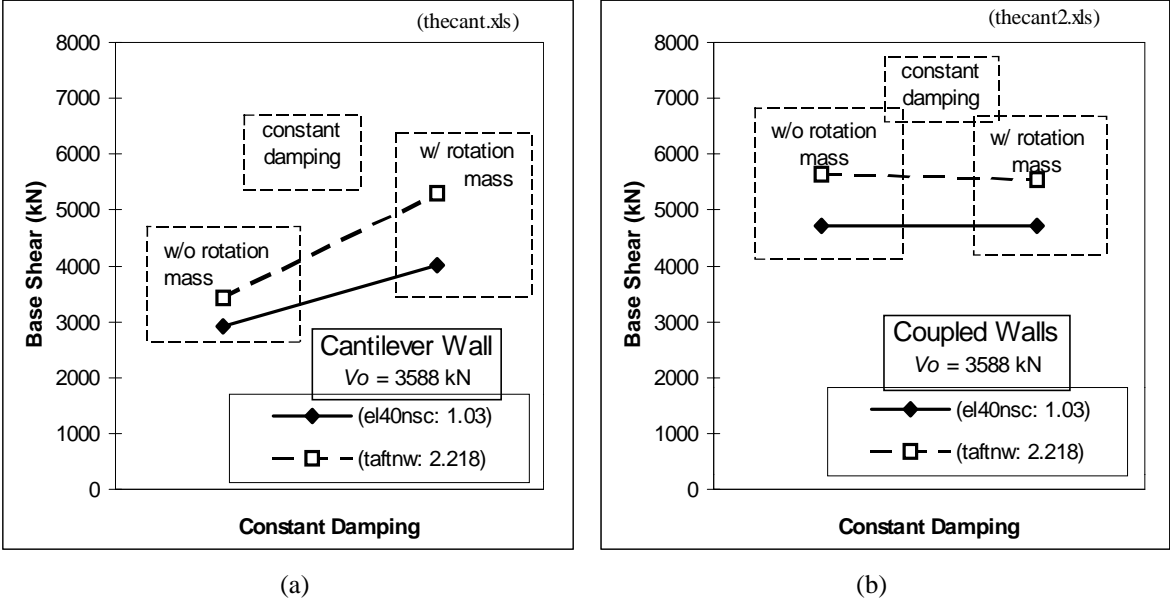 (thecant.xls)
8000
7000
6000
5000
4000
3000
2000
1000
0
Base Shear (kN)
constant
damping
w/ rotation
mass
w/o rotation
mass
Cantilever Wall
Vo = 3588 kN
(el40nsc: 1.03)
(taftnw: 2.218)
Constant Damping
(a)
(thecant2.xls)
8000
7000
6000
5000
4000
3000
2000
1000
0
Base Shear (kN)
constant
damping
w/o rotation
mass
w/ rotation
mass
Coupled Walls
Vo = 3588 kN
(el40nsc: 1.03)
(taftnw: 2.218)
Constant Damping
(b)